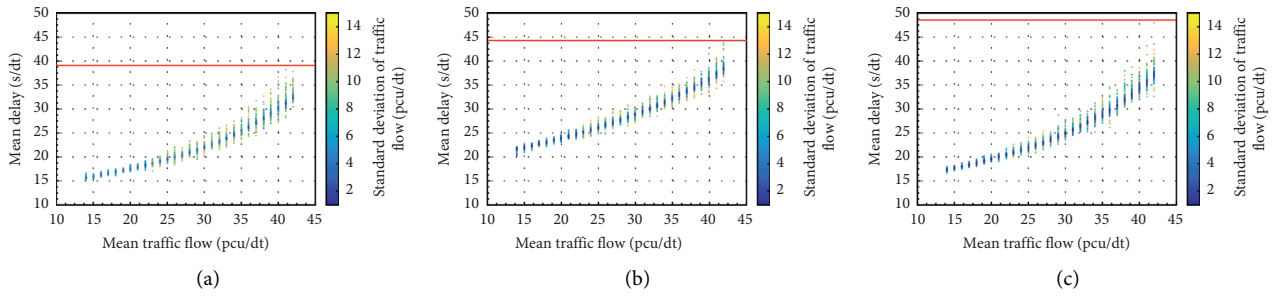 50
45
40
35
30
25
20
15
10
Mean delay (s/dt)
10 15 20 25 30 35 40 45
Mean traffic flow (pcu/dt)
14
12
10
8
6
4
2
Standard deviation of traffic
flow (pcu/dt)
(a)
50
45
40
35
30
25
20
15
10
Mean delay (s/dt)
10 15 20 25 30 35 40 45
Mean traffic flow (pcu/dt)
14
12
10
8
6
4
2
Standard deviation of traffic
flow (pcu/dt)
(b)
50
45
40
35
30
25
20
15
10
Mean delay (s/dt)
10 15 20 25 30 35 40 45
Mean traffic flow (pcu/dt)
14
12
10
8
6
4
2
Standard deviation of traffic
flow (pcu/dt)
(c)